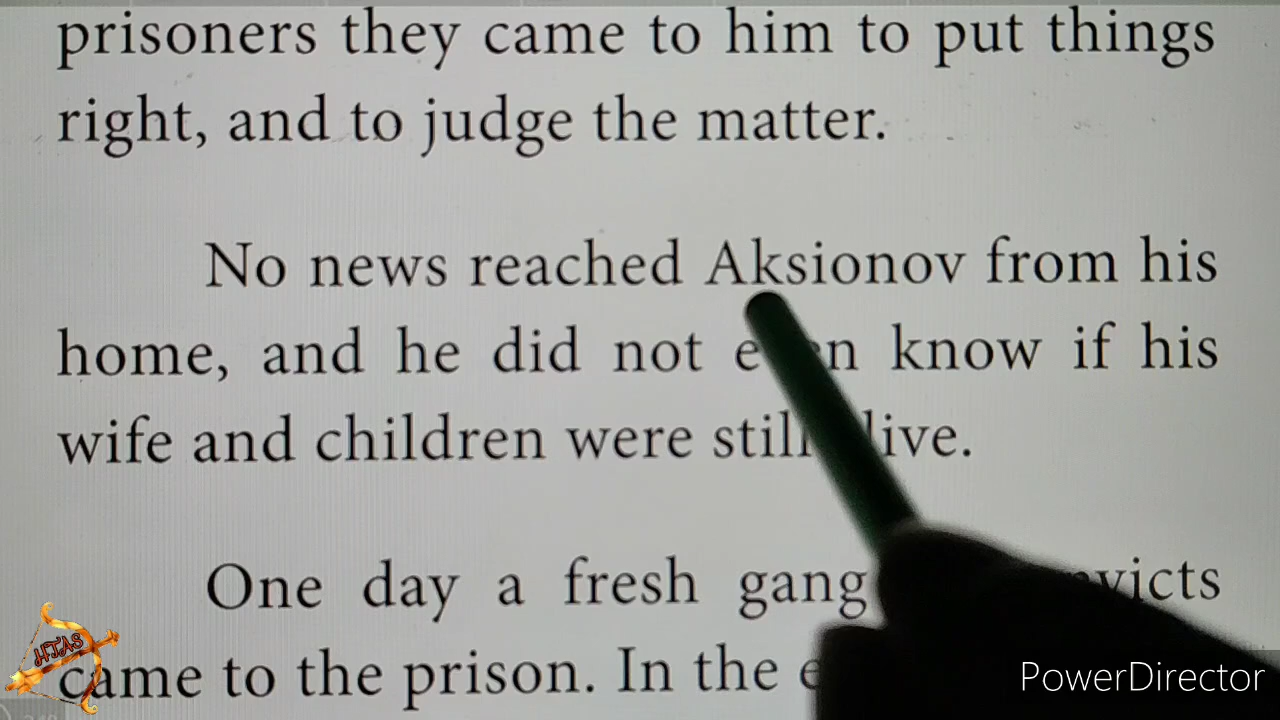 prisoners they came to him to put things
right, and to judge the matter.
No news reached Aksionov from his
home, and he did not know if his
wife and children were still
One day a fresh gang
came to the prison. In the
HTAS
PowerDirector